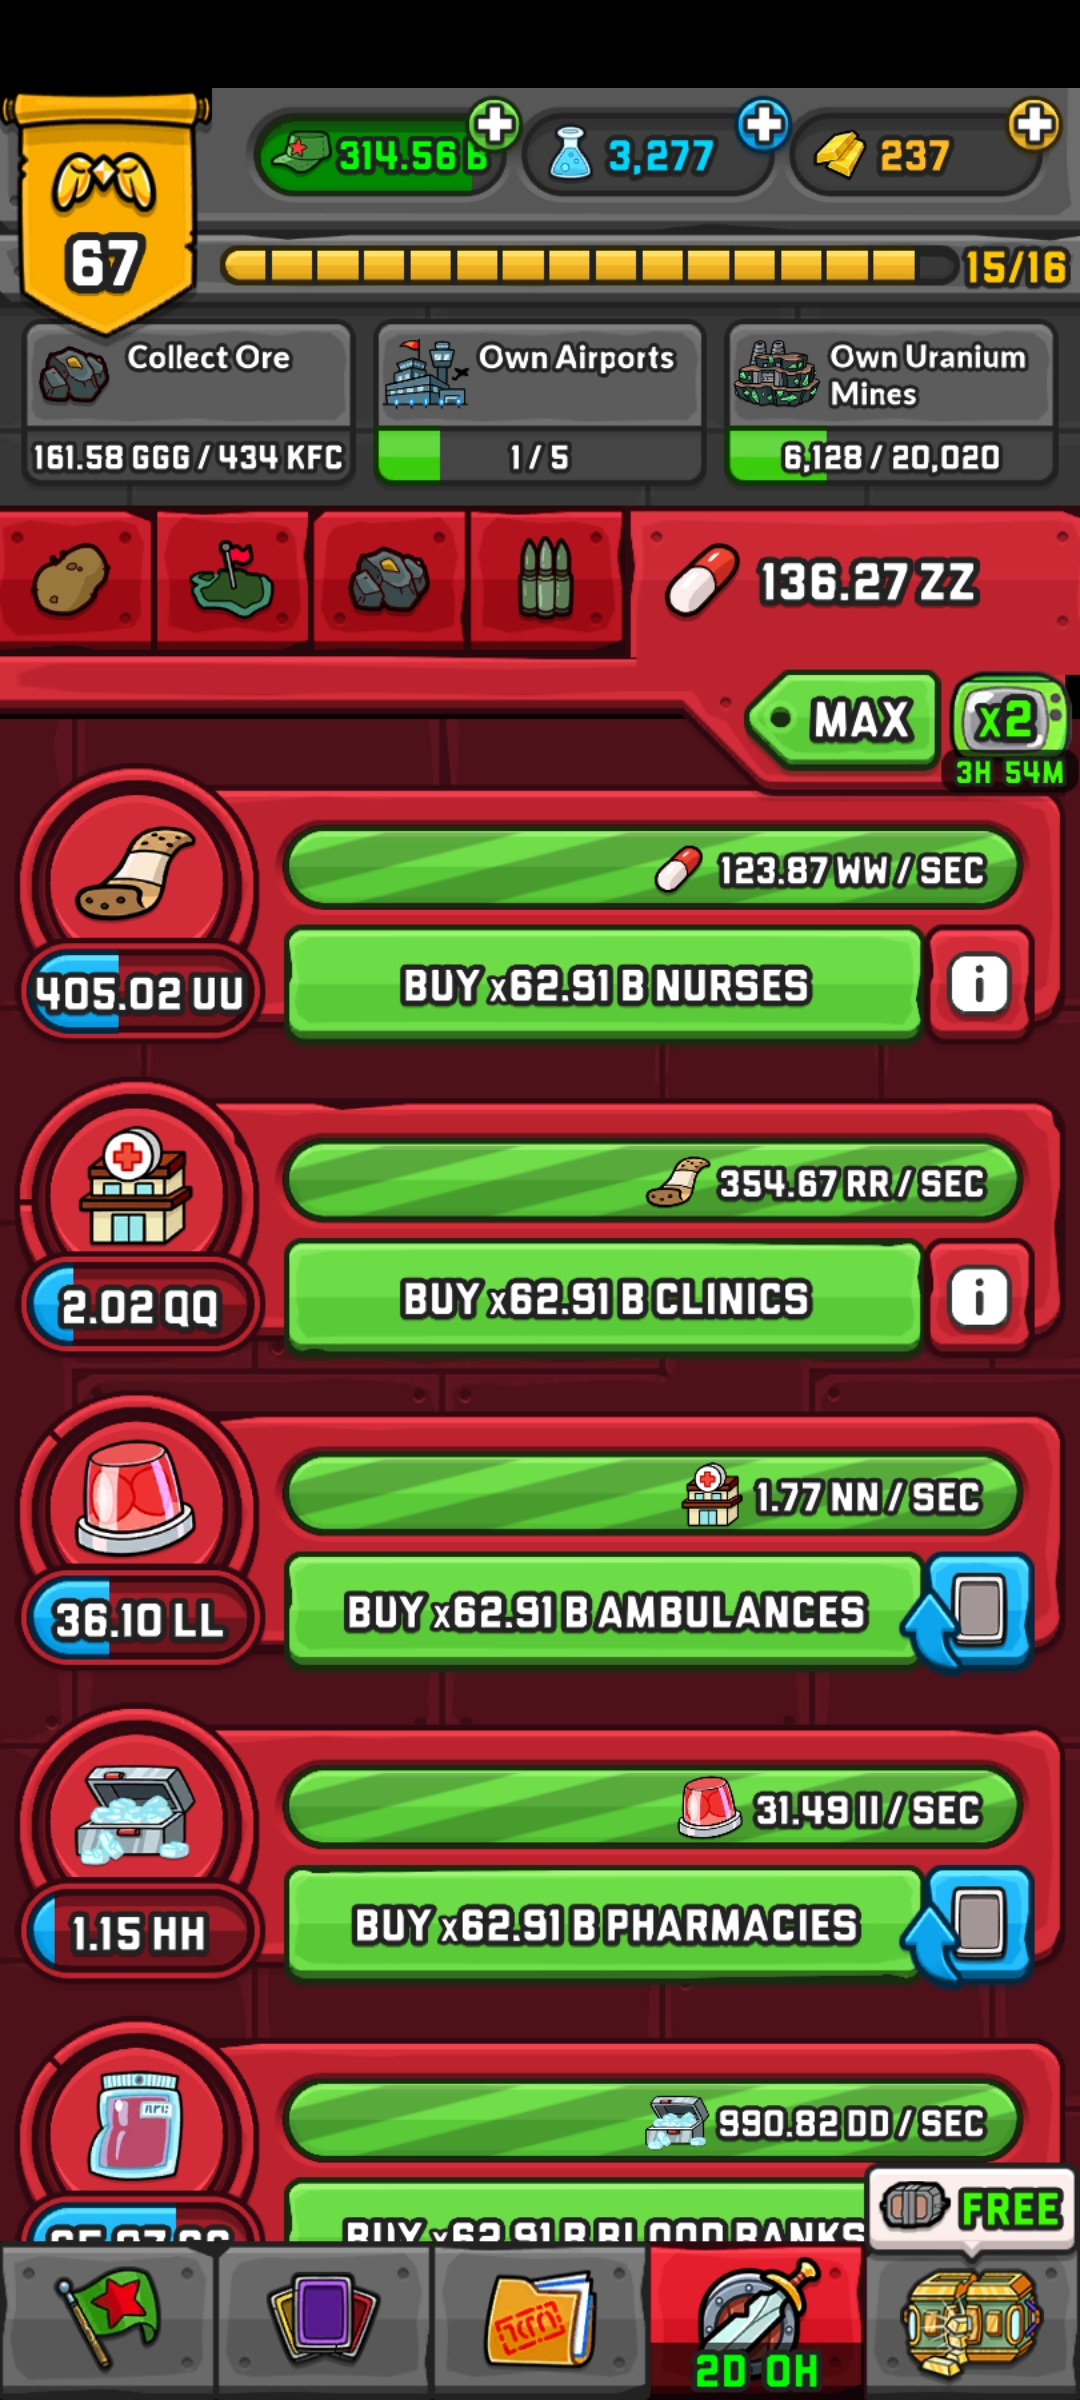 314.56 B
3,277
237
67
15/16
Collect Ore
161.58 GGG / 434 KFC
Own Airports
1 / 5
Own Uranium
Mines
6,128 / 20,020
136.27 ZZ
MAX
x2
3H 54M
123.87 WW / SEC
405.02 UU
BUY x62.91 B NURSES
354.67 RR / SEC
2.02 QQ
BUY x62.91 B CLINICS
1.77 NN / SEC
36.10 LL
BUY x62.91 B AMBULANCES
31.49 II / SEC
1.15 HH
BUY x62.91 B PHARMACIES
990.82 DD / SEC
BUY x62.91 B BLOOD BANKS
FREE
2D 0H